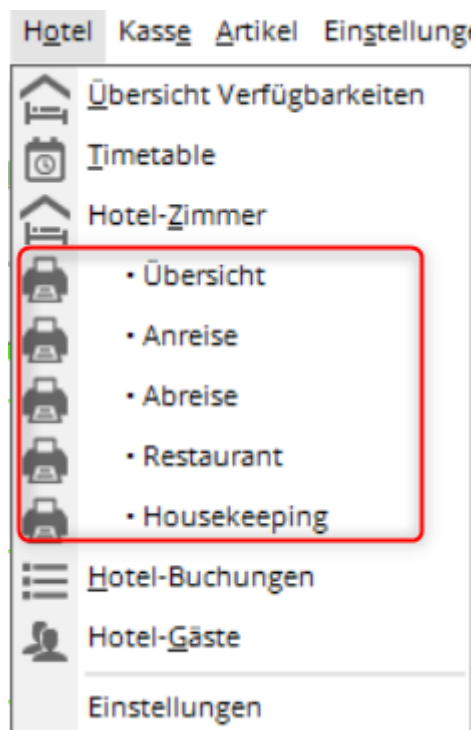 Hotel Kasse Artikel Einstellunge
Übersicht Verfügbarkeiten
Timetable
Hotel-Zimmer
• Übersicht
• Anreise
• Abreise
• Restaurant
• Housekeeping
Hotel-Buchungen
Hotel-Gäste
Einstellungen